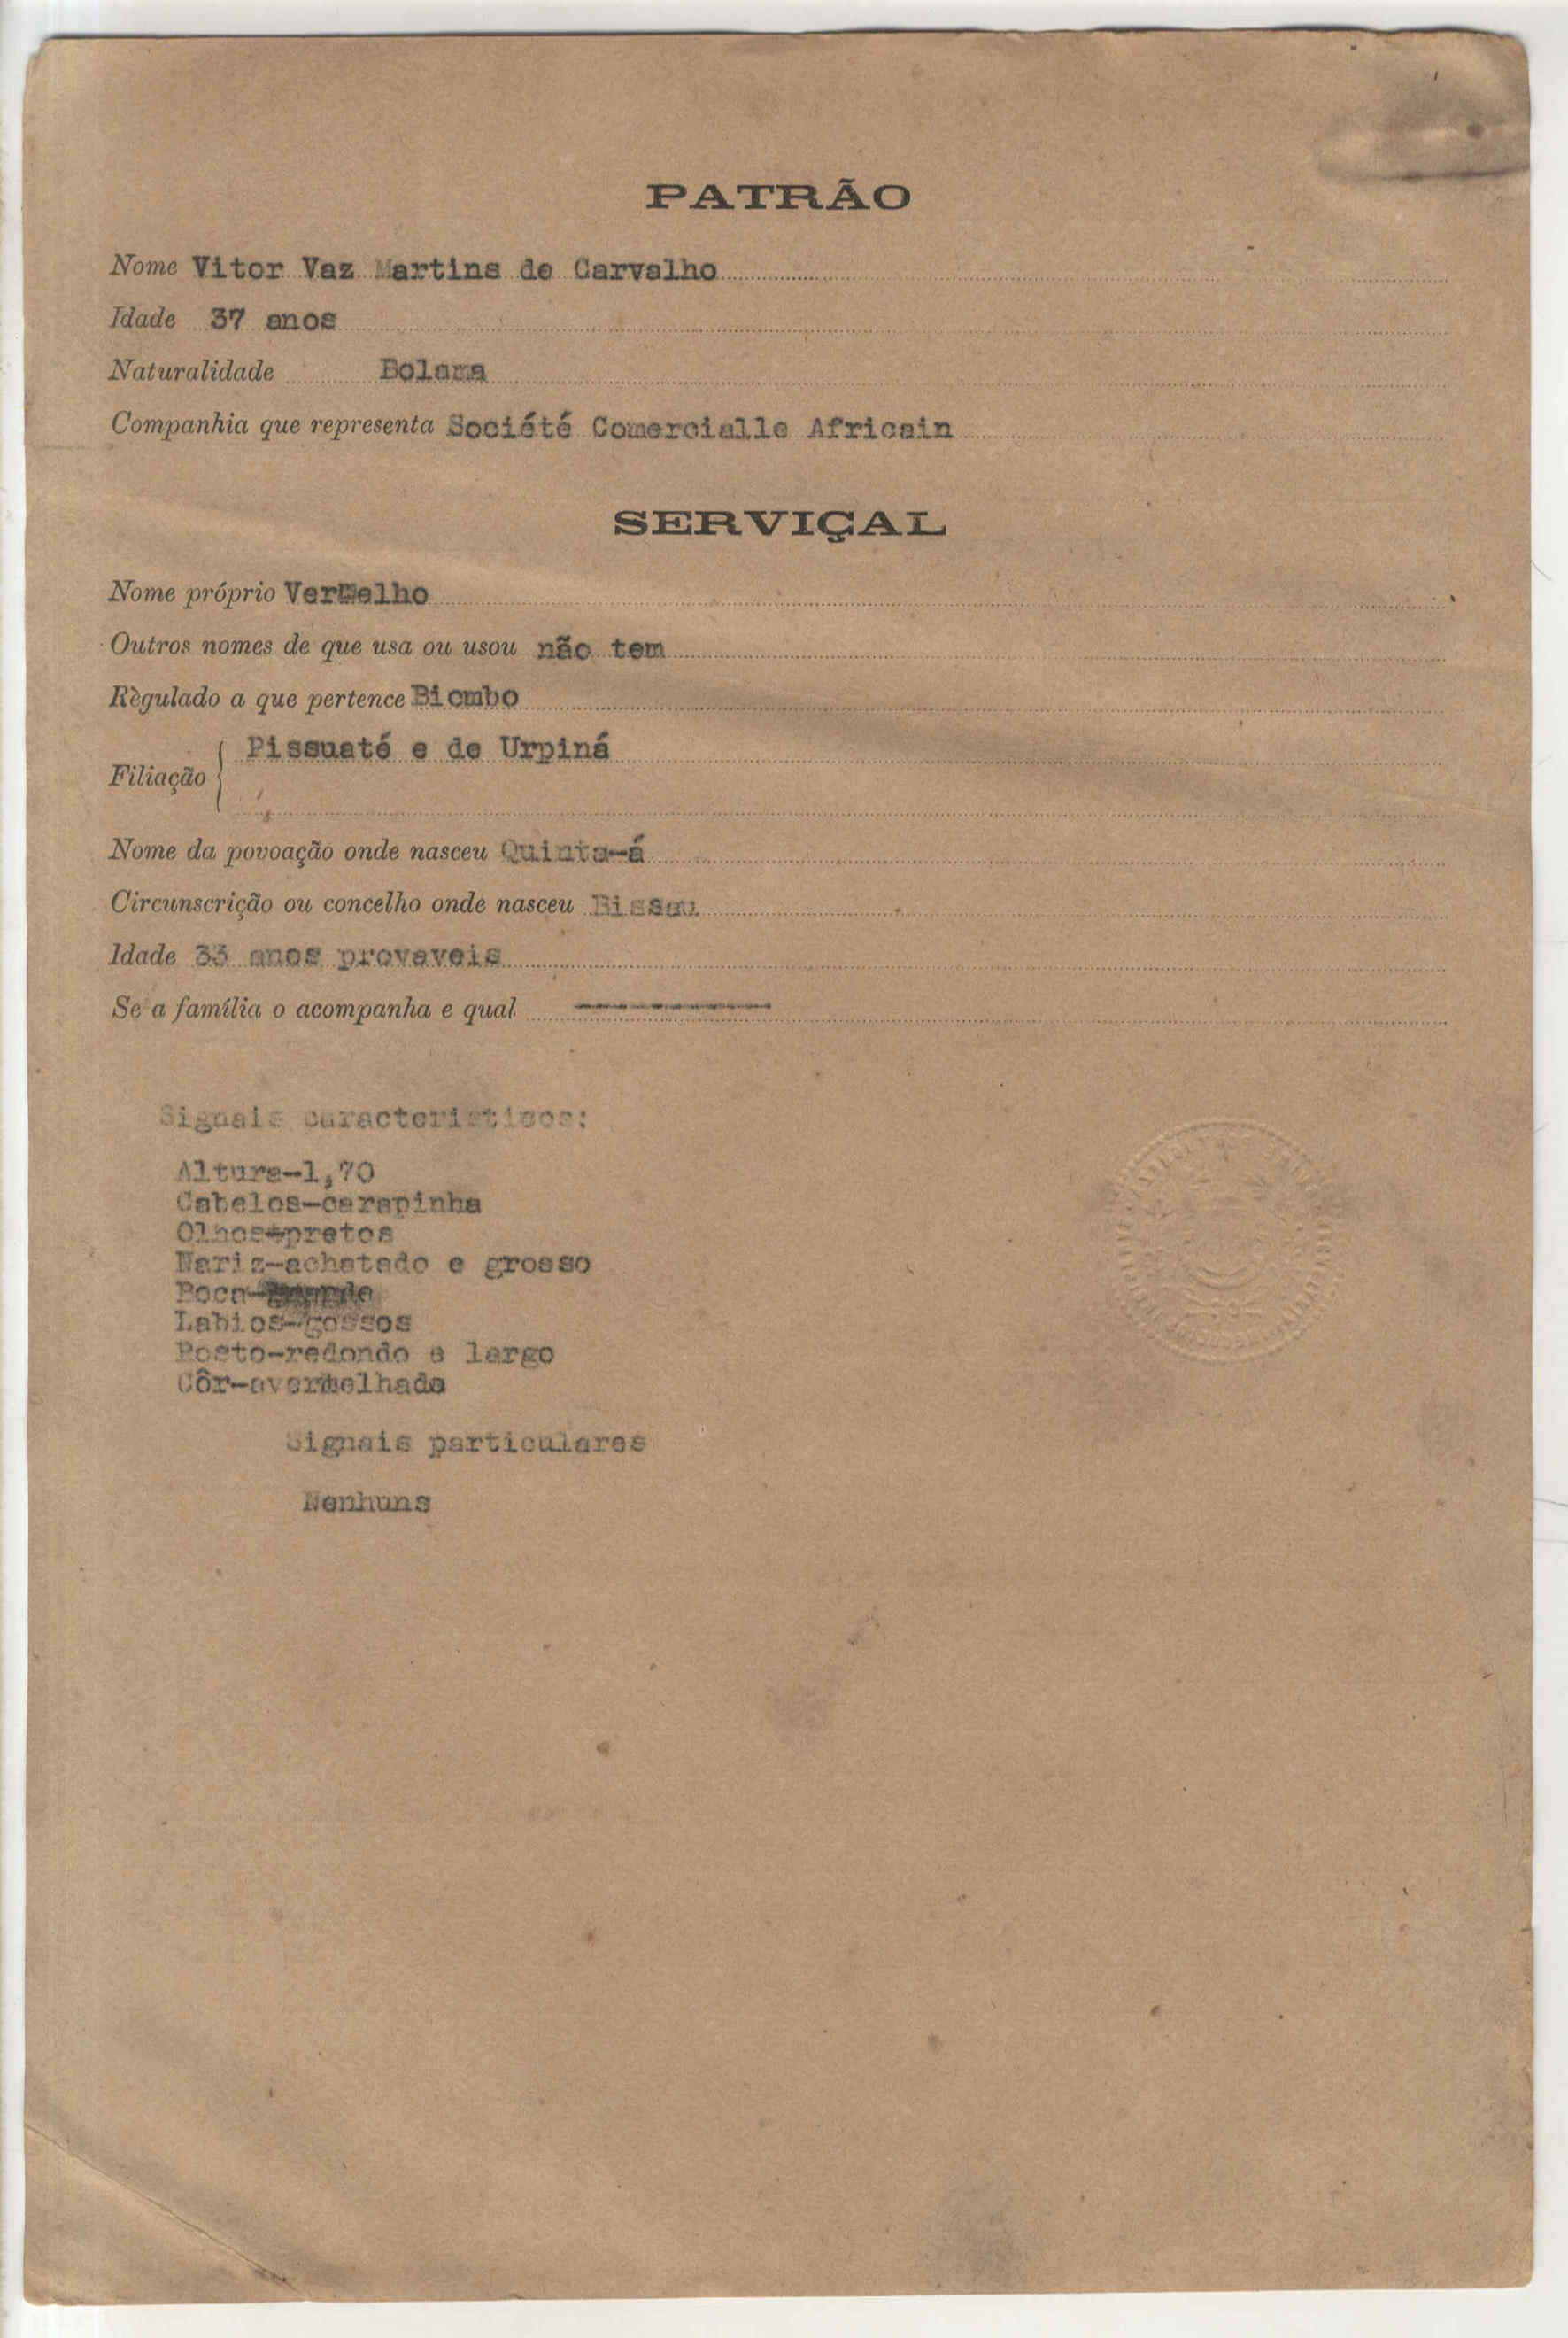 PATRÃO
Nome Vitor Vaz Martins de Carvalho
Idade 37 anos
Naturalidade Bolama
Companhia que representa Société Comercialle Africain
SERVIÇAL
Nome próprio Vermelho
Outros nomes de que usa ou usou não tem
Règulado a que pertence Biombo
Filiação { Pissuaté e de Urpiná
Nome da povoação onde nasceu Quinta-á
Circunscrição ou concelho onde nasceu Bissau
Idade 33 anos provaveis
Se a família o acompanha e qual
Signais caracteristicos:
Altura-1,70
Cabelos-carapinha
Olhos-pretos
Nariz-achatado e grosso
Boca-
Labios-gossos
Rosto-redondo e largo
Côr-avermelhada
Signais particulares
Nenhuns